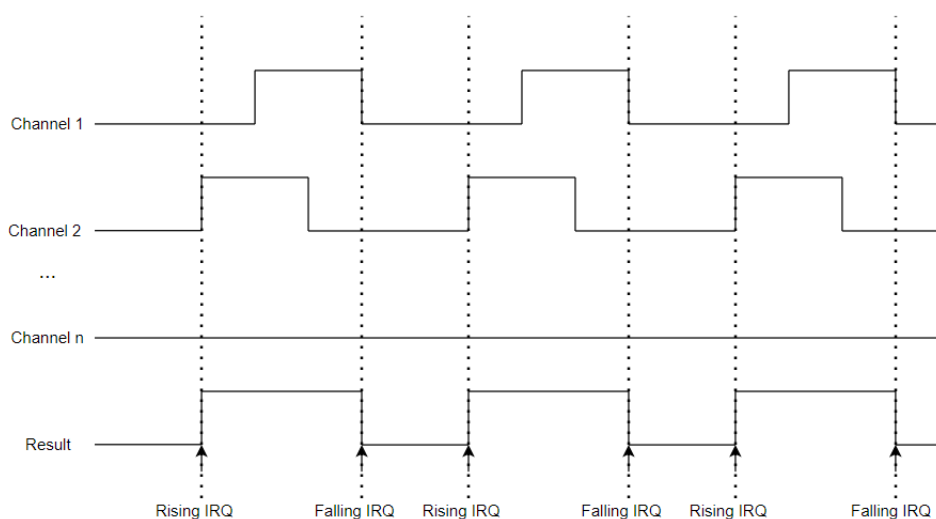 Channel 1
Channel 2
...
Channel n
Result
Rising IRQ Falling IRQ Rising IRQ Falling IRQ Rising IRQ Falling IRQ